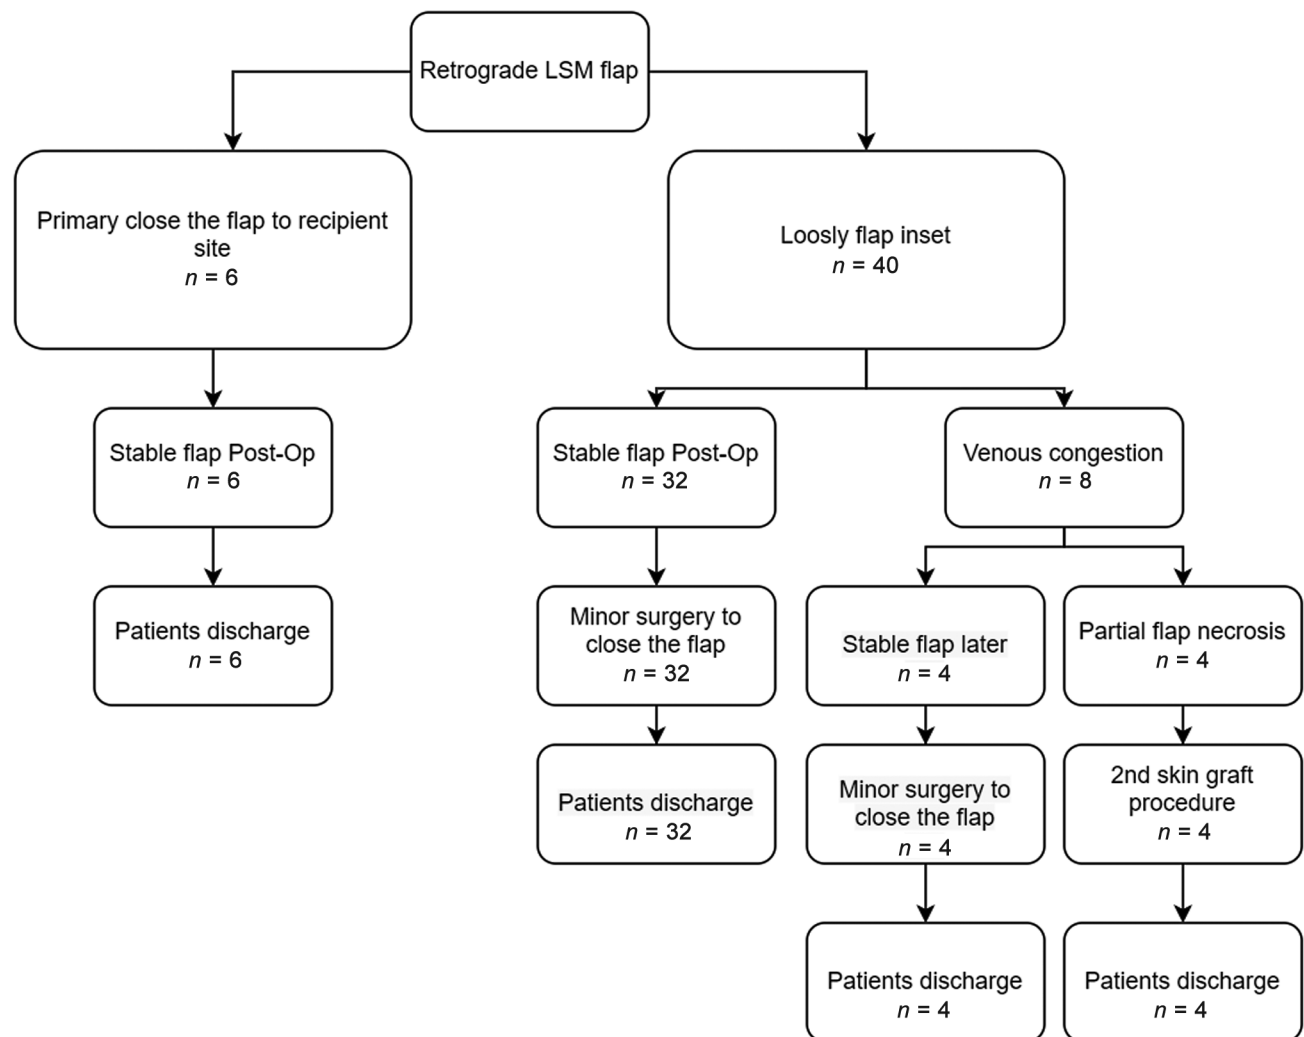 Retrograde LSM flap
Primary close the flap to recipient
site
n = 6
Loosly flap inset
n = 40
Stable flap Post-Op
n = 6
Stable flap Post-Op
n = 32
Venous congestion
n = 8
Patients discharge
n = 6
Minor surgery to
close the flap
n = 32
Stable flap later
n = 4
Partial flap necrosis
n = 4
Patients discharge
n = 32
Minor surgery to
close the flap
n = 4
2nd skin graft
procedure
n = 4
Patients discharge
n = 4
Patients discharge
n = 4